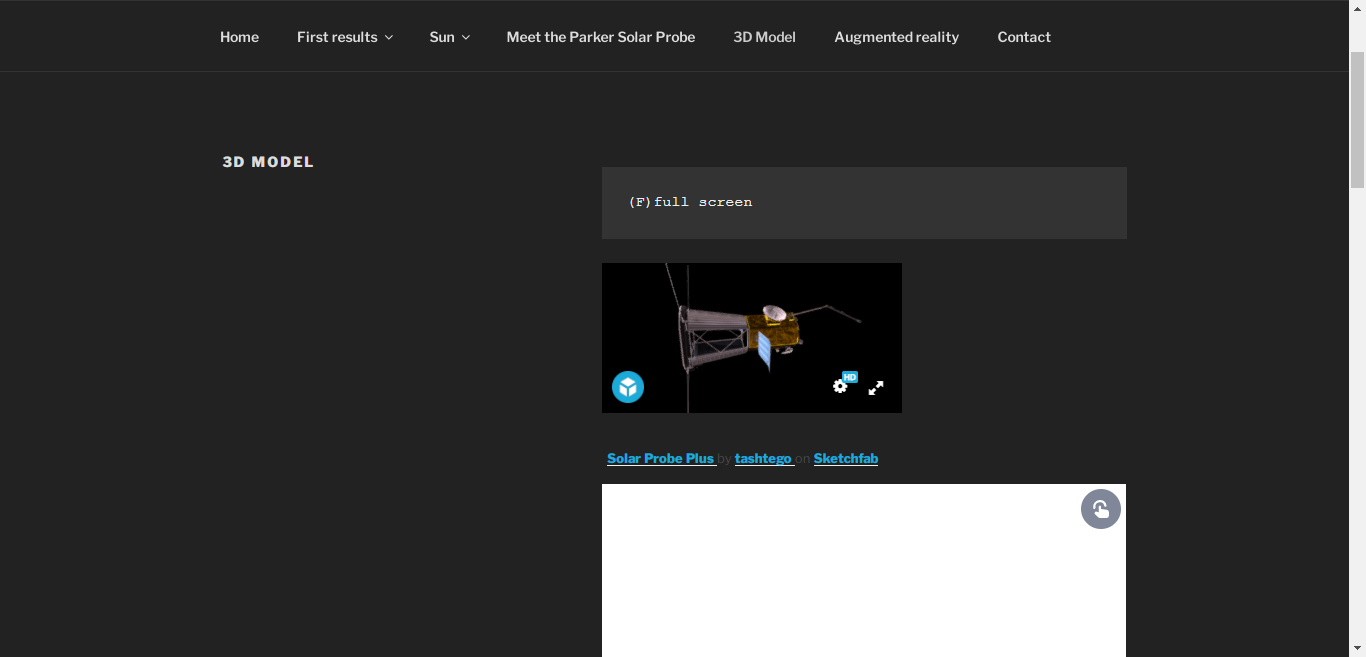 Home First results Sun Meet the Parker Solar Probe 3D Model Augmented reality Contact
3D MODEL
(F)full screen
HD
Solar Probe Plus by tashtego on Sketchfab